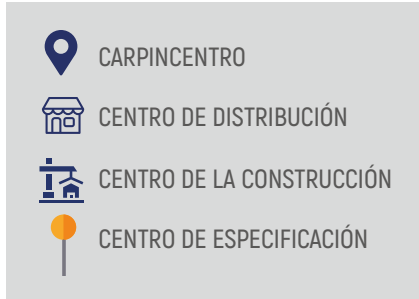 CARPINCENTRO
CENTRO DE DISTRIBUCIÓN
CENTRO DE LA CONSTRUCCIÓN
CENTRO DE ESPECIFICACIÓN